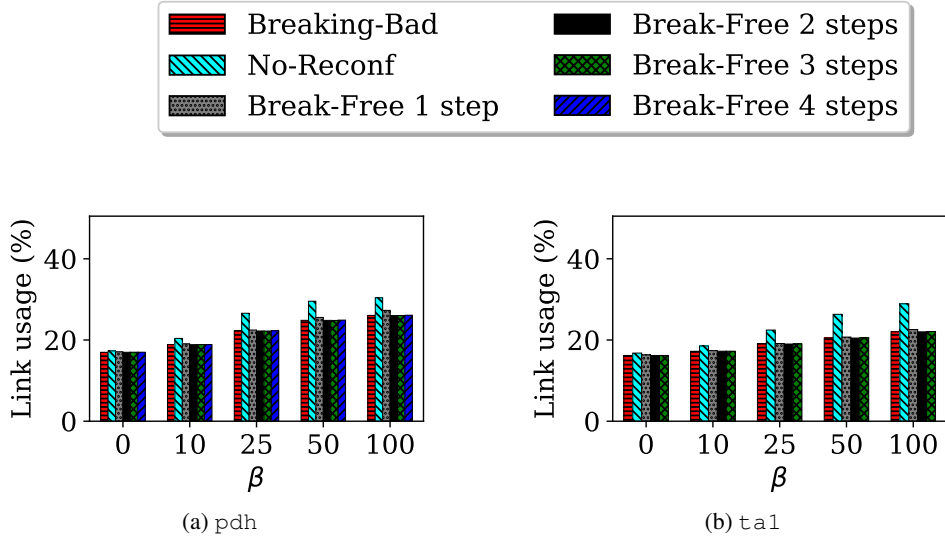 Breaking-Bad
No-Reconf
Break-Free 1 step
Break-Free 2 steps
Break-Free 3 steps
Break-Free 4 steps
Link usage (%)
40
20
0
0 10 25 50 100
β
(a) pdh
Link usage (%)
40
20
0
0 10 25 50 100
β
(b) ta1